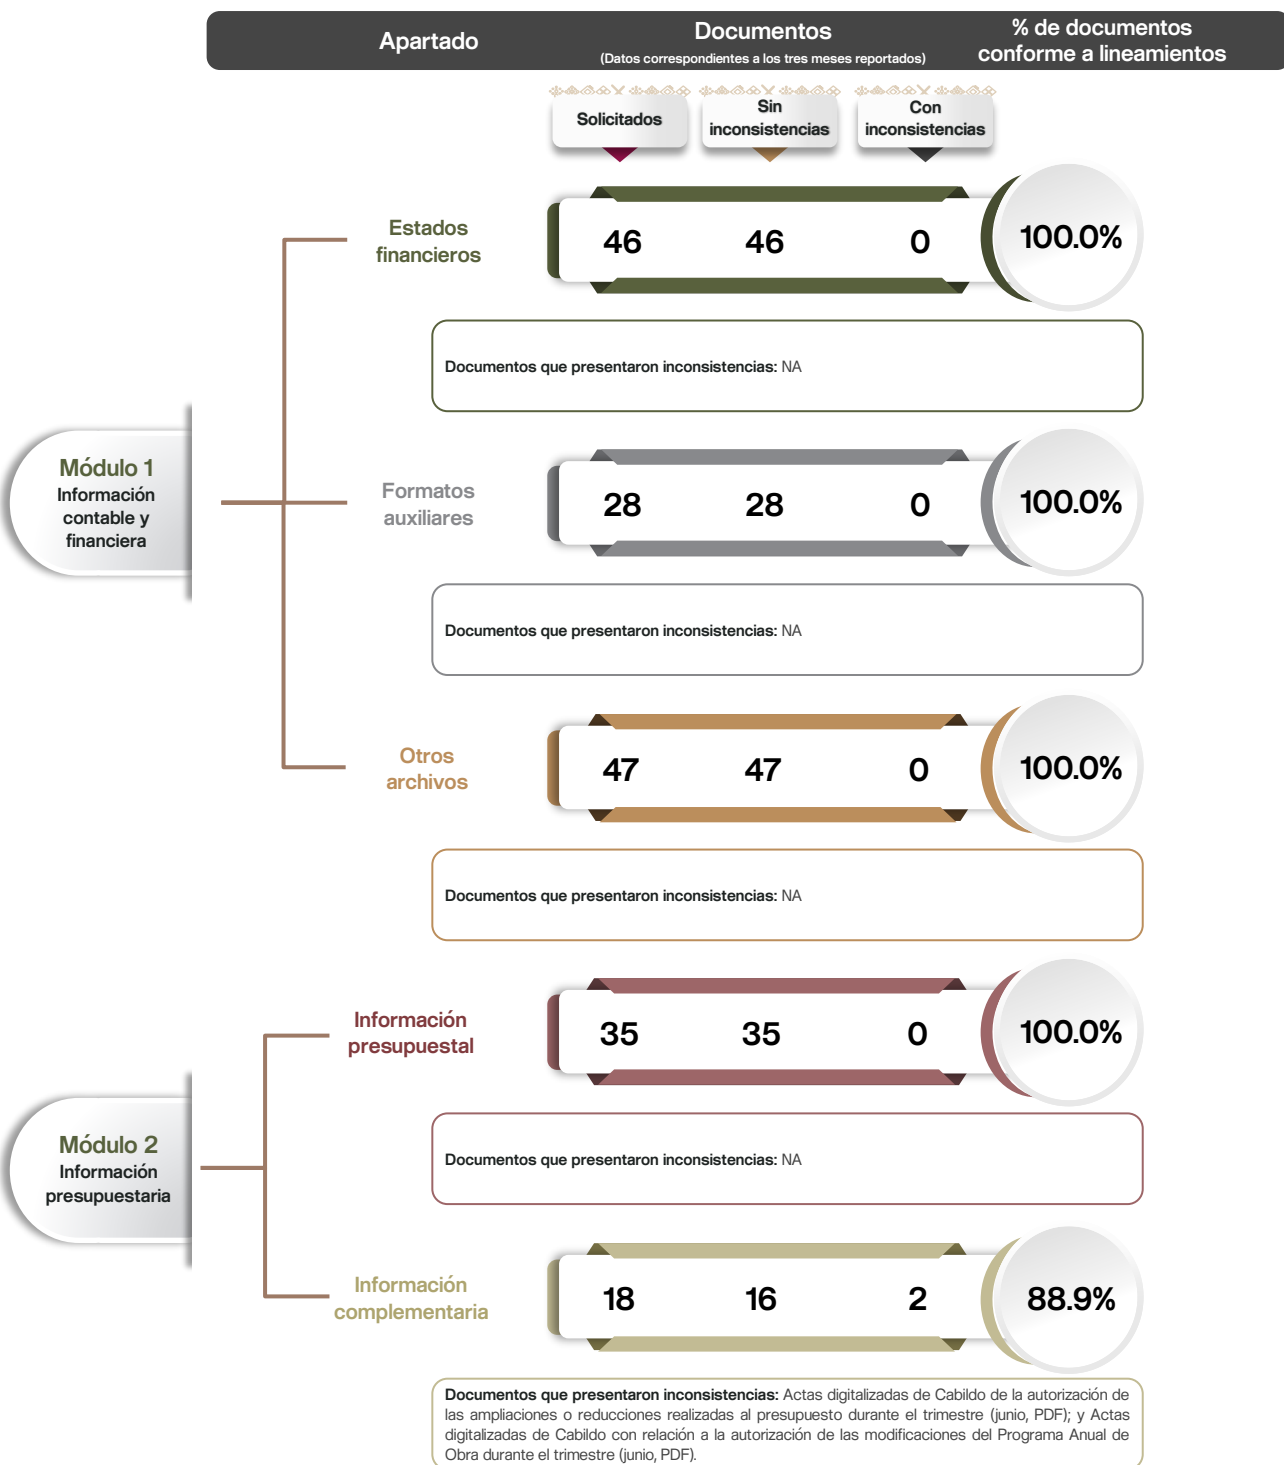 Apartado
Documentos
(Datos correspondientes a los tres meses reportados)
% de documentos
conforme a lineamientos
Solicitados
Sin
inconsistencias
Con
inconsistencias
Módulo 1
Información
contable y
financiera
Estados
financieros
46 46 0 100.0%
Documentos que presentaron inconsistencias: NA
Formatos
auxiliares
28 28 0 100.0%
Documentos que presentaron inconsistencias: NA
Otros
archivos
47 47 0 100.0%
Documentos que presentaron inconsistencias: NA
Módulo 2
Información
presupuestaria
Información
presupuestal
35 35 0 100.0%
Documentos que presentaron inconsistencias: NA
Información
complementaria
18 16 2 88.9%
Documentos que presentaron inconsistencias: Actas digitalizadas de Cabildo de la autorización de
las ampliaciones o reducciones realizadas al presupuesto durante el trimestre (junio, PDF); y Actas
digitalizadas de Cabildo con relación a la autorización de las modificaciones del Programa Anual de
Obra durante el trimestre (junio, PDF).